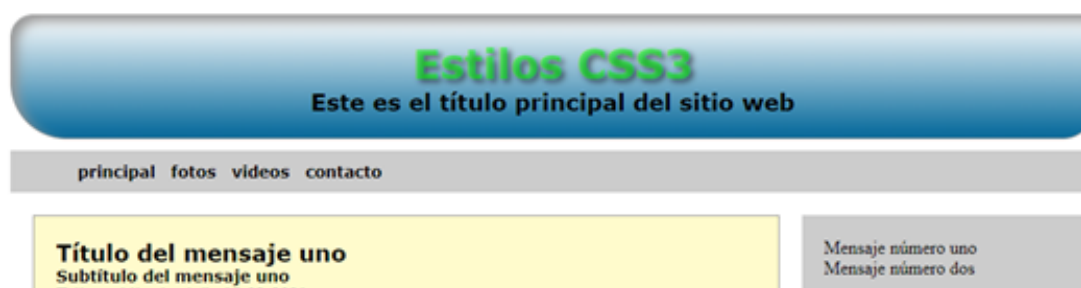 Estilos CSS3
Este es el título principal del sitio web
principal fotos videos contacto
Título del mensaje uno
Subtítulo del mensaje uno
Mensaje número uno
Mensaje número dos